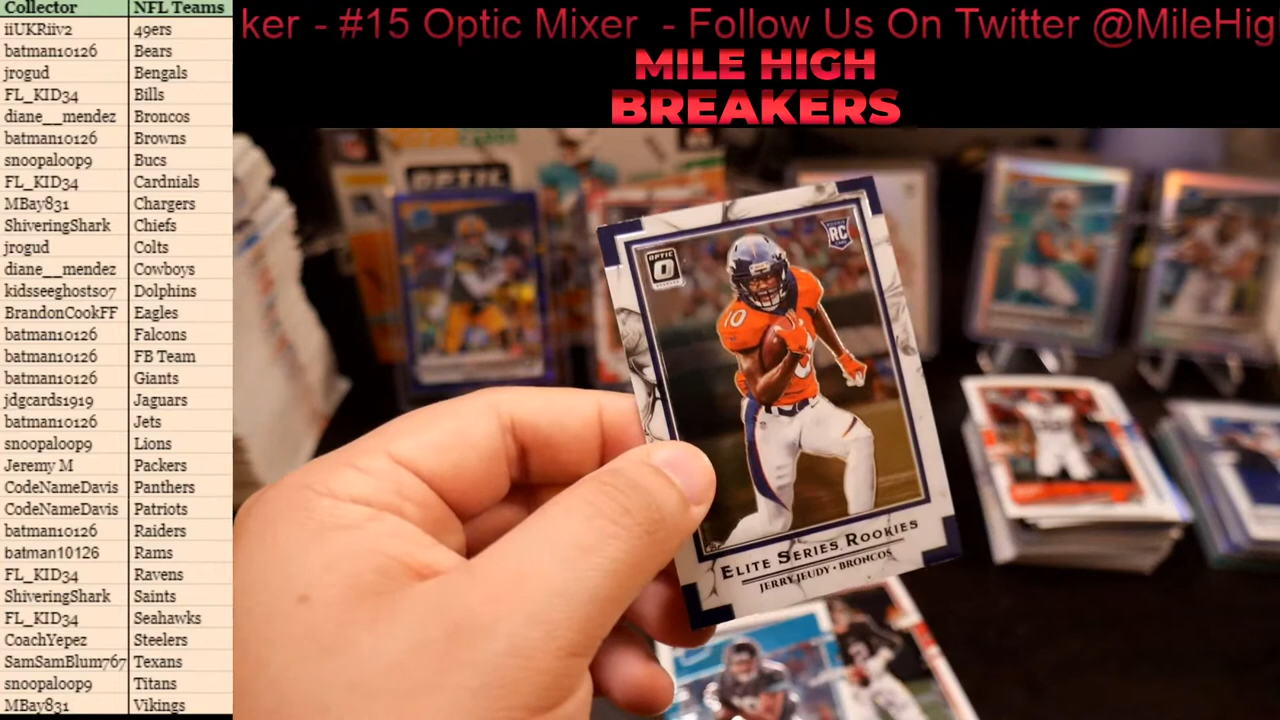 Collector NFL Teams
iiUKRiiv2 49ers
batman10126 Bears
jrogud Bengals
FL_KID34 Bills
diane__mendez Broncos
batman10126 Browns
snoopaloop9 Bucs
FL_KID34 Cardnials
MBay831 Chargers
ShiveringShark Chiefs
jrogud Colts
diane__mendez Cowboys
kidsseeghosts07 Dolphins
BrandonCookFF Eagles
batman10126 Falcons
batman10126 FB Team
batman10126 Giants
jdgcards1919 Jaguars
batman10126 Jets
snoopaloop9 Lions
Jeremy M Packers
CodeNameDavis Panthers
CodeNameDavis Patriots
batman10126 Raiders
batman10126 Rams
FL_KID34 Ravens
ShiveringShark Saints
FL_KID34 Seahawks
CoachYepez Steelers
SamSamBlum767 Texans
snoopaloop9 Titans
MBay831 Vikings
ker - #15 Optic Mixer - Follow Us On Twitter @MileHig
MILE HIGH
BREAKERS
OPTIC
OPTIC
RC
10
ELITE SERIES ROOKIES
JERRY JEUDY • BRONCOS